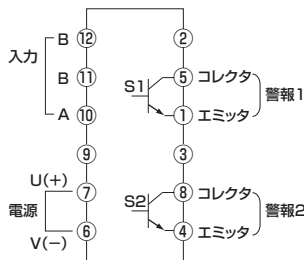 B ⑫ ②
入力
B ⑪ ⑤ コレクタ
S1 警報1
A ⑩ ① エミッタ
⑨ ③
U(+) ⑦ ⑧ コレクタ
電源 S2 警報2
V(−) ⑥ ④ エミッタ